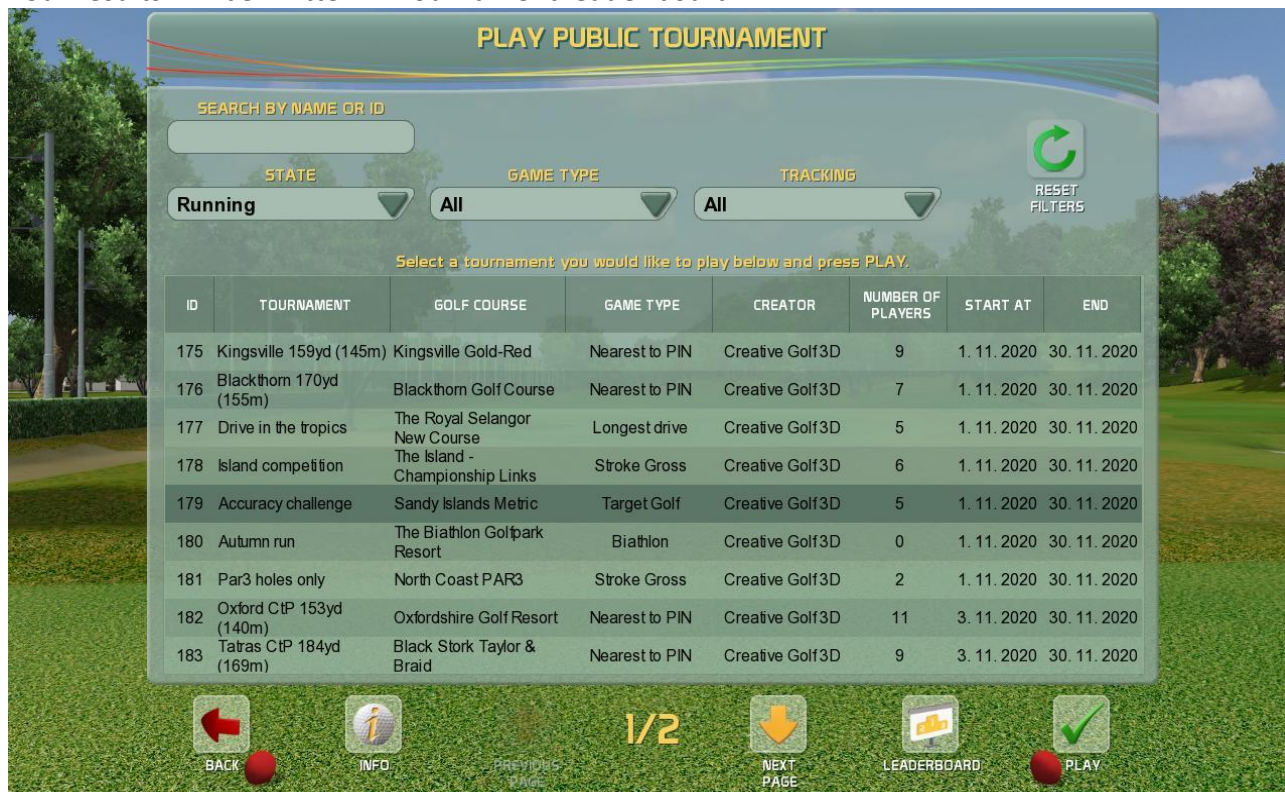 PLAY PUBLIC TOURNAMENT
SEARCH BY NAME OR ID
STATE GAME TYPE TRACKING
Running All All
RESET
FILTERS
Select a tournament you would like to play below and press PLAY.
ID TOURNAMENT GOLF COURSE GAME TYPE CREATOR NUMBER OF PLAYERS START AT END
175 Kingsville 159yd (145m) Kingsville Gold-Red Nearest to PIN Creative Golf3D 9 1. 11. 2020 30. 11. 2020
176 Blackthorn 170yd (155m) Blackthorn Golf Course Nearest to PIN Creative Golf3D 7 1. 11. 2020 30. 11. 2020
177 Drive in the tropics The Royal Selangor New Course Longest drive Creative Golf3D 5 1. 11. 2020 30. 11. 2020
178 Island competition The Island - Championship Links Stroke Gross Creative Golf3D 6 1. 11. 2020 30. 11. 2020
179 Accuracy challenge Sandy Islands Metric Target Golf Creative Golf3D 5 1. 11. 2020 30. 11. 2020
180 Autumn run The Biathlon Golfpark Resort Biathlon Creative Golf3D 0 1. 11. 2020 30. 11. 2020
181 Par3 holes only North Coast PAR3 Stroke Gross Creative Golf3D 2 1. 11. 2020 30. 11. 2020
182 Oxford CtP 153yd (140m) Oxfordshire Golf Resort Nearest to PIN Creative Golf3D 11 3. 11. 2020 30. 11. 2020
183 Tatras CtP 184yd (169m) Black Stork Taylor & Braid Nearest to PIN Creative Golf3D 9 3. 11. 2020 30. 11. 2020
1/2
BACK INFO PREVIOUS PAGE NEXT PAGE LEADERBOARD PLAY